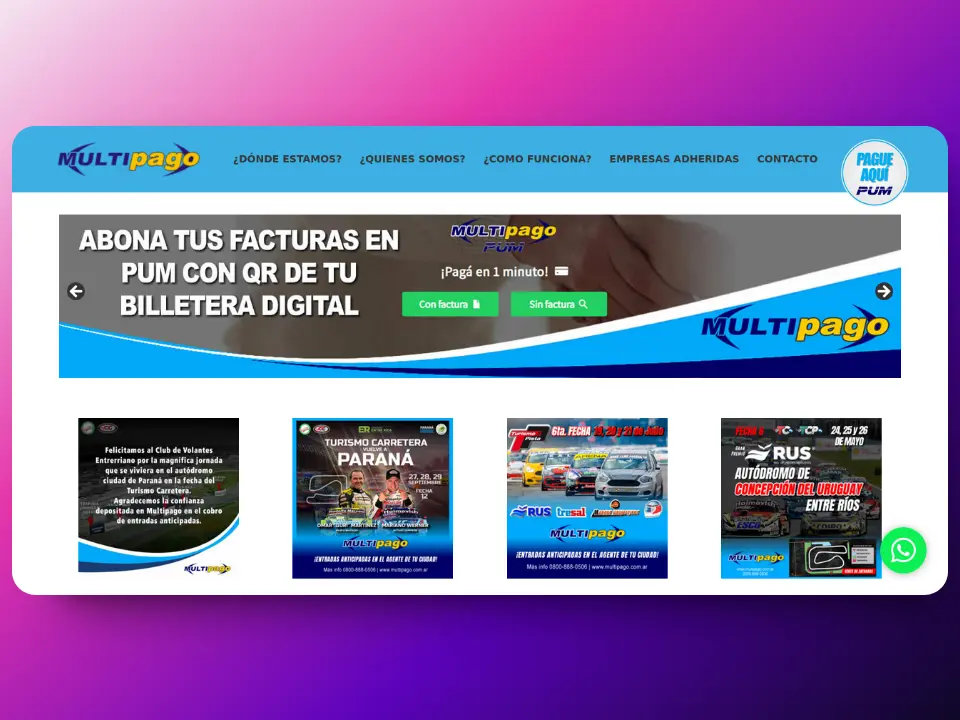 MULTIpago
¿DÓNDE ESTAMOS?
¿QUIENES SOMOS?
¿COMO FUNCIONA?
EMPRESAS ADHERIDAS
CONTACTO
PAGUE
AQUÍ
PUM
ABONA TUS FACTURAS EN
PUM CON QR DE TU
BILLETERA DIGITAL
MULTIpago
PUM
¡Pagá en 1 minuto!
Con factura
Sin factura
MULTIpago
Felicitamos al Club de Volantes
Entrerriano por la magnífica jornada
que se viviera en el autódromo
ciudad de Paraná en la fecha del
Turismo Carretera.
Agradecemos la confianza
depositada en Multipago en el cobro
de entradas anticipadas.
MULTIpago
TURISMO CARRETERA
VUELVE A
PARANÁ
27, 28, 29
SEPTIEMBRE
FECHA
12
MARIANO WERNER
MULTIpago
¡ENTRADAS ANTICIPADAS EN EL AGENTE DE TU CIUDAD!
Más info 0800-888-0506 | www.multipago.com.ar
Turismo
Pista
6ta. FECHA 19, 20 y 21 de Julio
RUS
tresal
MULTIpago
¡ENTRADAS ANTICIPADAS EN EL AGENTE DE TU CIUDAD!
Más info 0800-888-0506 | www.multipago.com.ar
FECHA 6
24, 25 y 26
DE MAYO
GRAN
PREMIO
RUS
AUTÓDROMO DE
CONCEPCIÓN DEL URUGUAY
ENTRE RÍOS
MULTIpago